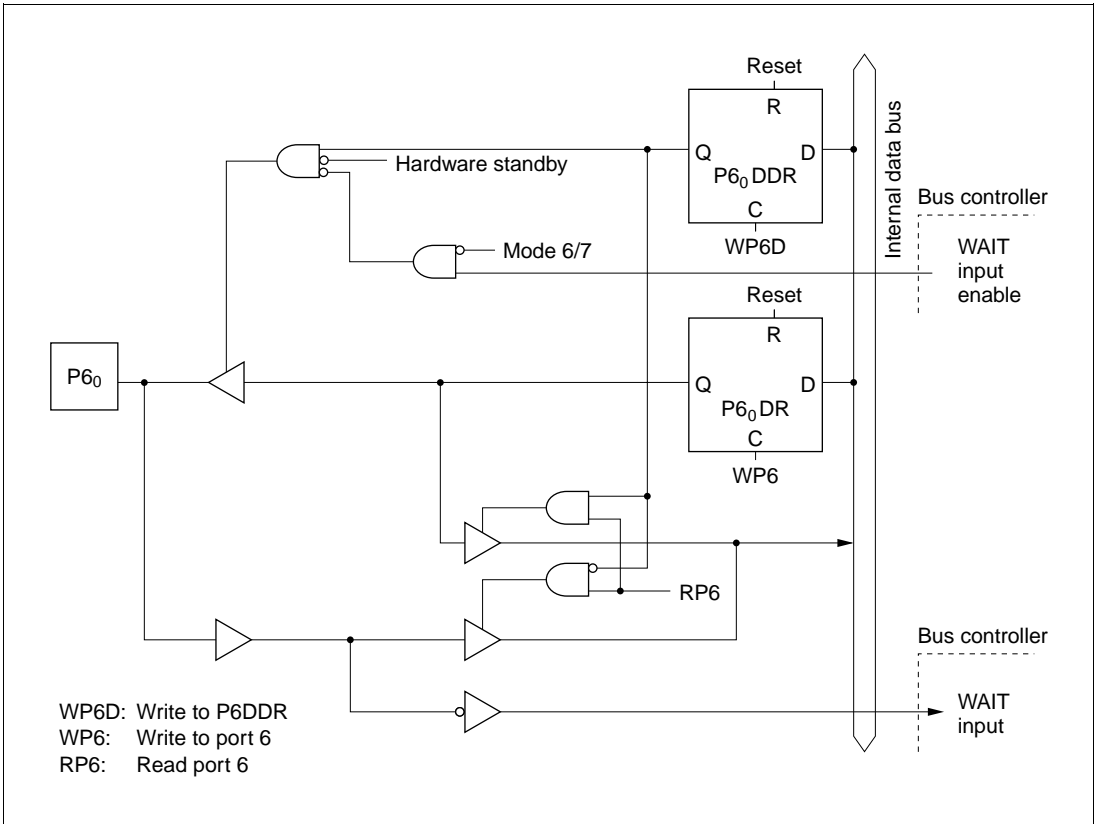 Reset
R
Q
D
P6₀ DDR
C
WP6D
Hardware standby
Mode 6/7
Internal data bus
Bus controller
WAIT
input
enable
Reset
R
P6₀
Q
D
P6₀ DR
C
WP6
RP6
Bus controller
WAIT
input
WP6D: Write to P6DDR
WP6: Write to port 6
RP6: Read port 6